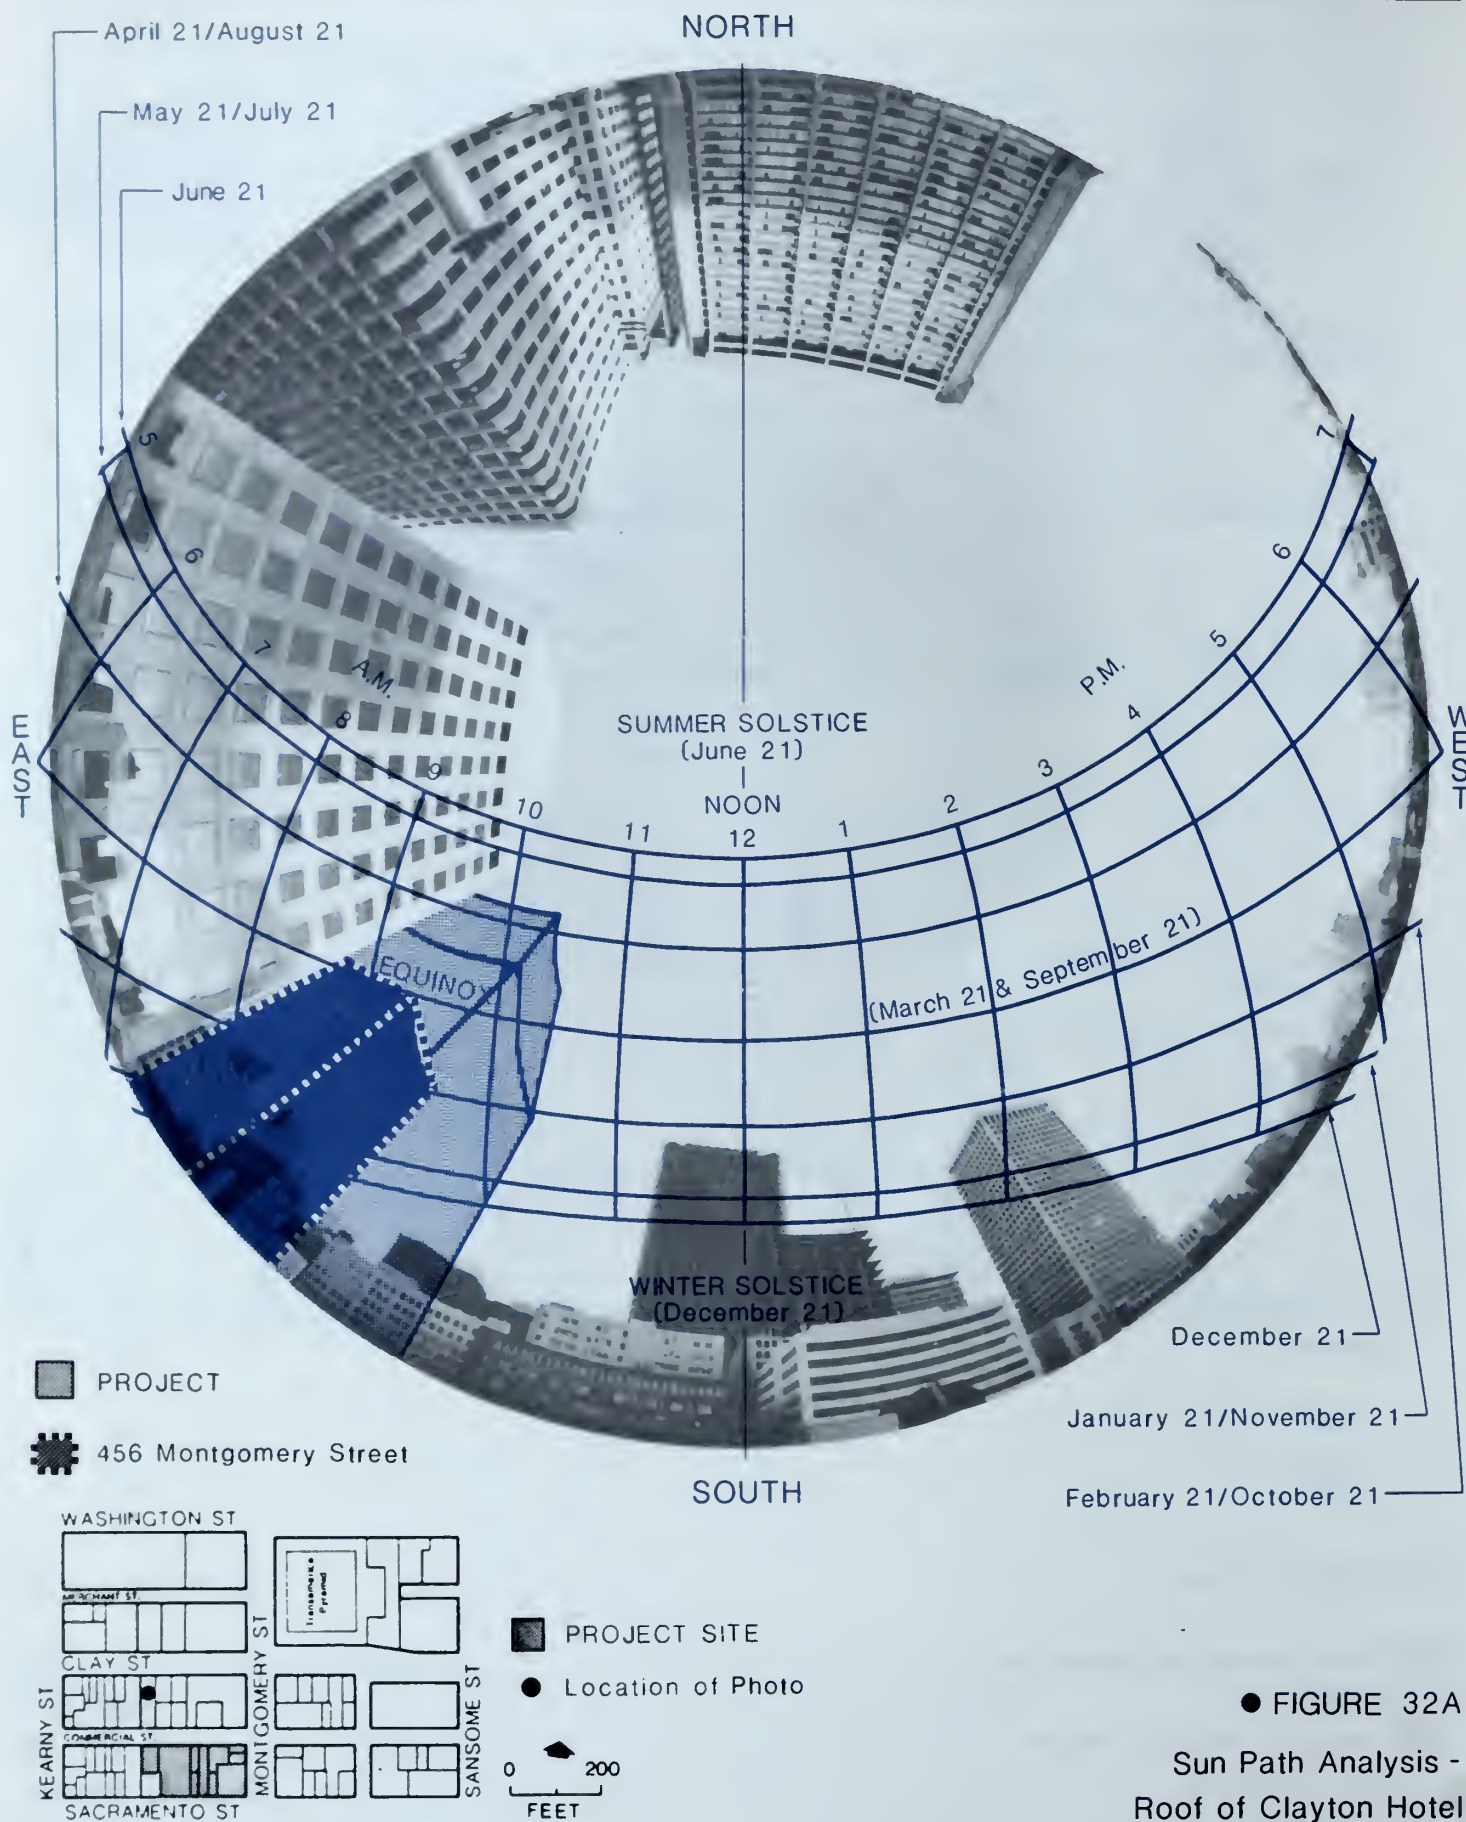 April 21/August 21
NORTH
May 21/July 21
June 21
5
6
7
A.M.
8
9
10
11
12
1
2
3
4
P.M.
5
6
7
EAST
WEST
SUMMER SOLSTICE
(June 21)
NOON
EQUINOX
(March 21 & September 21)
WINTER SOLSTICE
(December 21)
December 21
January 21/November 21
February 21/October 21
SOUTH
PROJECT
456 Montgomery Street
WASHINGTON ST
MERCHANT ST.
Transamerica
Pyramid
CLAY ST
COMMERCIAL ST.
SACRAMENTO ST
KEARNY ST
MONTGOMERY ST
SANSOME ST
PROJECT SITE
Location of Photo
0 200
FEET
● FIGURE 32A
Sun Path Analysis -
Roof of Clayton Hotel